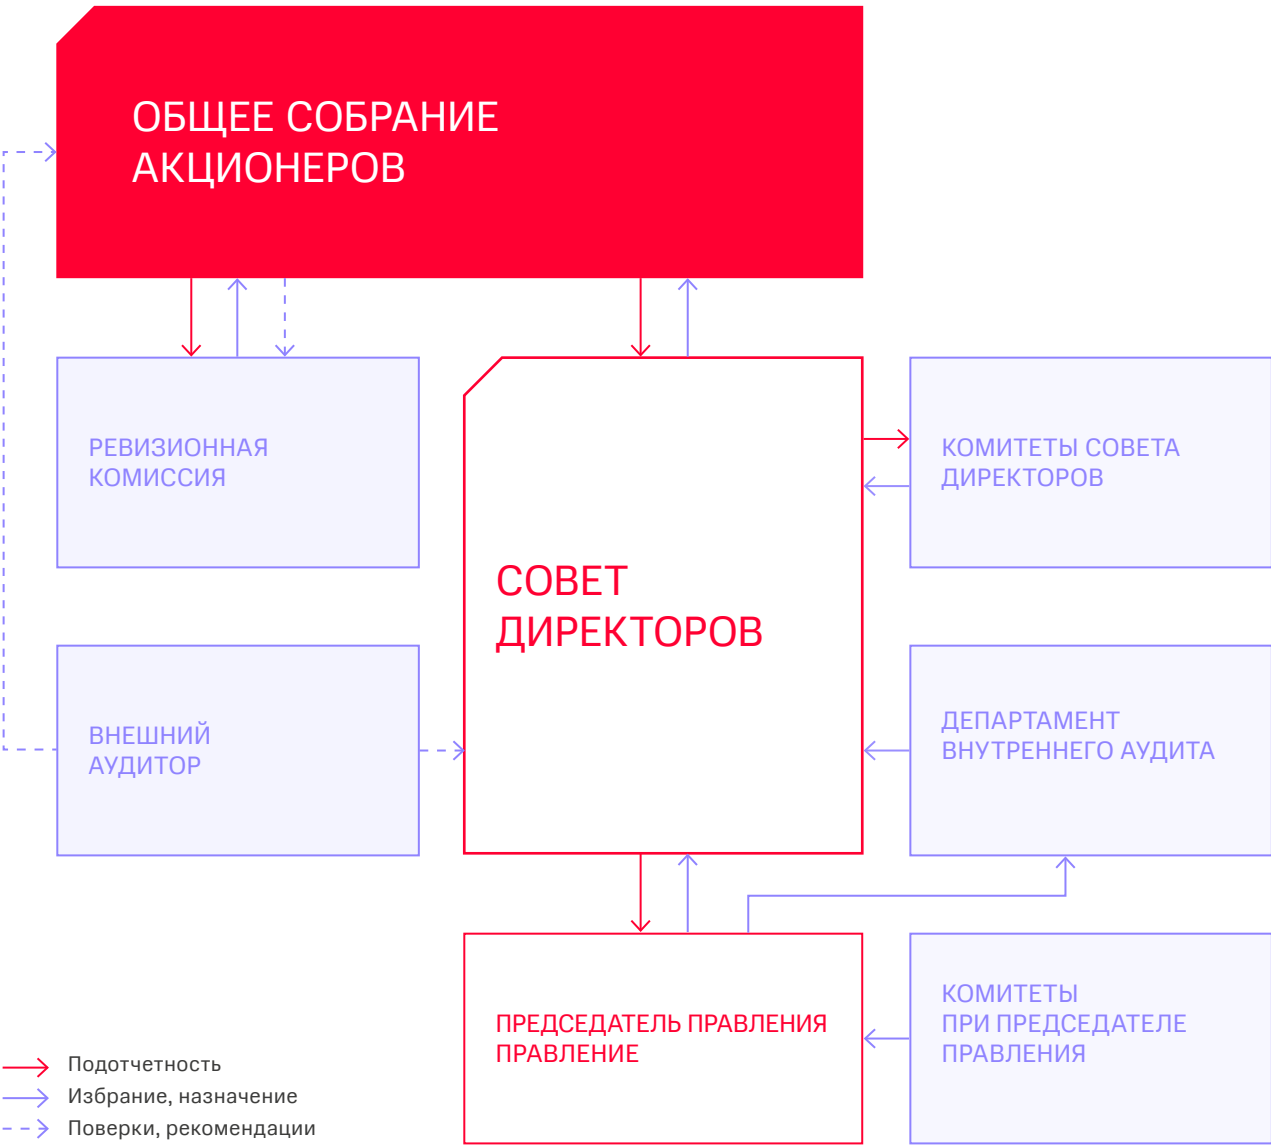 ОБЩЕЕ СОБРАНИЕ
АКЦИОНЕРОВ
РЕВИЗИОННАЯ
КОМИССИЯ
СОВЕТ
ДИРЕКТОРОВ
КОМИТЕТЫ СОВЕТА
ДИРЕКТОРОВ
ВНЕШНИЙ
АУДИТОР
ДЕПАРТАМЕНТ
ВНУТРЕННЕГО АУДИТА
ПРЕДСЕДАТЕЛЬ ПРАВЛЕНИЯ
ПРАВЛЕНИЕ
КОМИТЕТЫ
ПРИ ПРЕДСЕДАТЕЛЕ
ПРАВЛЕНИЯ
Подотчетность
Избрание, назначение
Поверки, рекомендации